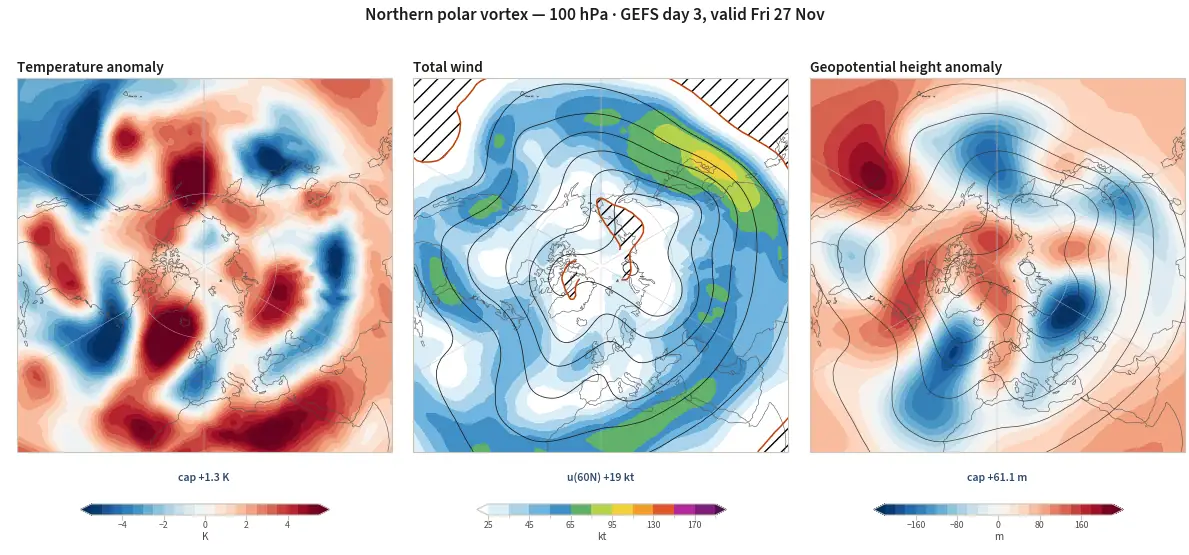 Northern polar vortex — 100 hPa · GEFS day 3, valid Fri 27 Nov
Temperature anomaly
Total wind
Geopotential height anomaly
cap +1.3 K
u(60N) +19 kt
cap +61.1 m
−4 −2 0 2 4
K
25 45 65 95 130 170
kt
−160 −80 0 80 160
m